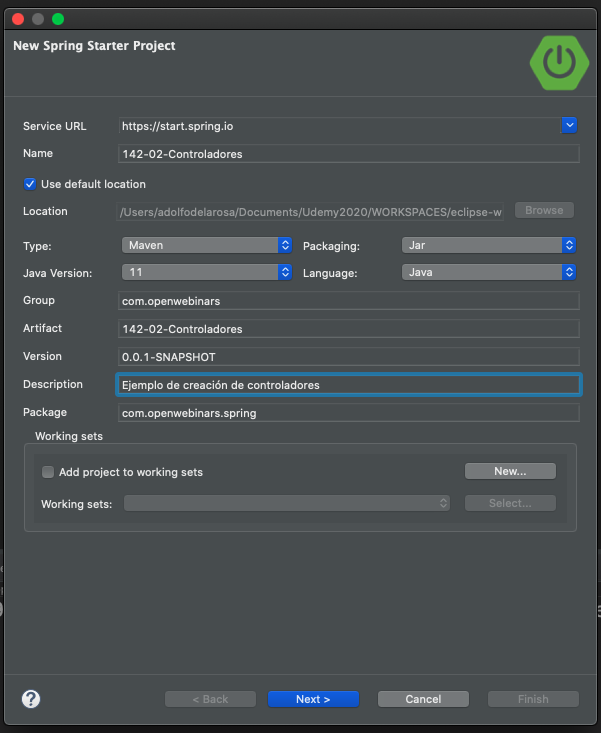 New Spring Starter Project
Service URL https://start.spring.io
Name 142-02-Controladores
Use default location
Location /Users/adolfodelarosa/Documents/Udemy2020/WORKSPACES/eclipse-w Browse
Type: Maven Packaging: Jar
Java Version: 11 Language: Java
Group com.openwebinars
Artifact 142-02-Controladores
Version 0.0.1-SNAPSHOT
Description Ejemplo de creación de controladores
Package com.openwebinars.spring
Working sets
Add project to working sets New...
Working sets: Select...
? < Back Next > Cancel Finish